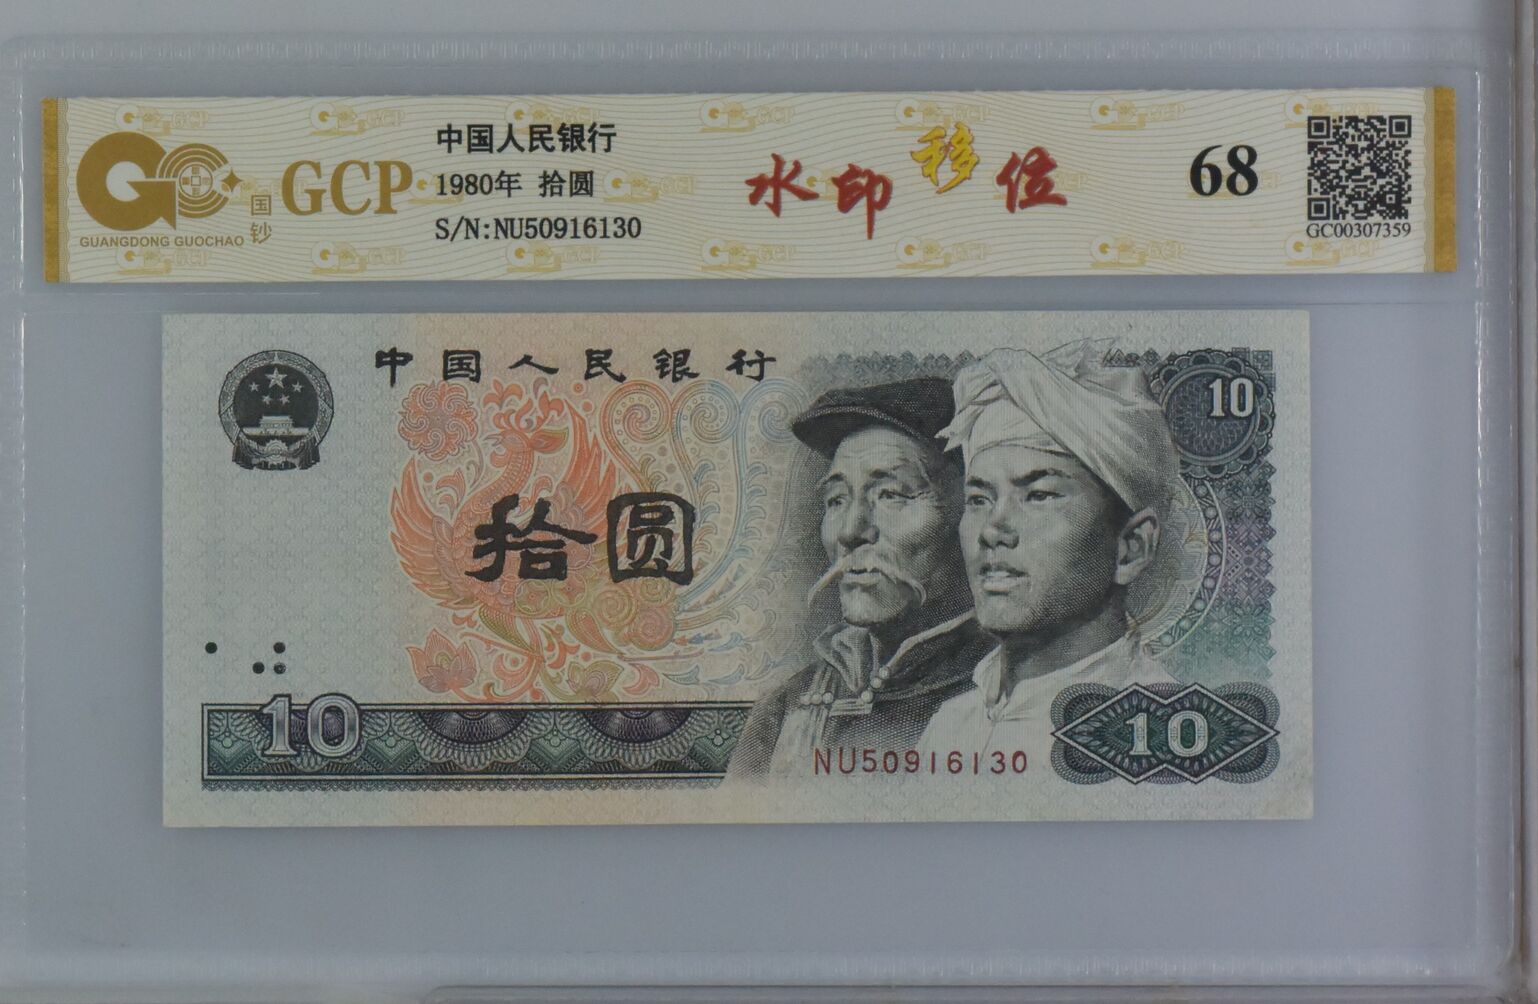 中国人民银行
GCP
1980年 拾圆
S/N:NU50916130
国钞
GUANGDONG GUOCHAO
水印移位
68
GC00307359
中国人民银行
10
拾圆
10
NU50916130
10